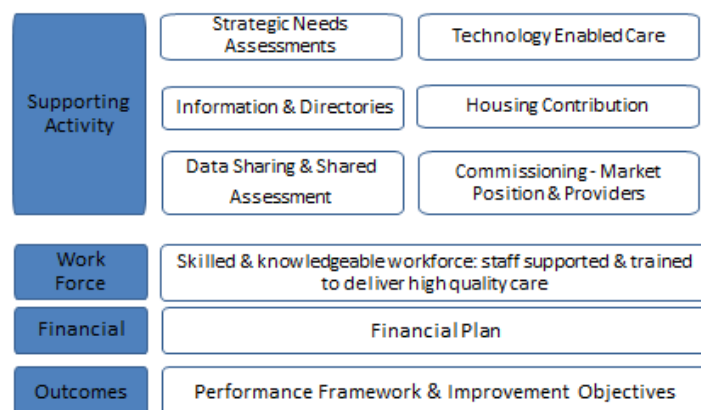 Supporting
Activity
Strategic Needs
Assessments
Technology Enabled Care
Information & Directories
Housing Contribution
Data Sharing & Shared
Assessment
Commissioning - Market
Position & Providers
Work
Force
Skilled & knowledgeable workforce: staff supported & trained
to deliver high quality care
Financial
Financial Plan
Outcomes
Performance Framework & Improvement Objectives